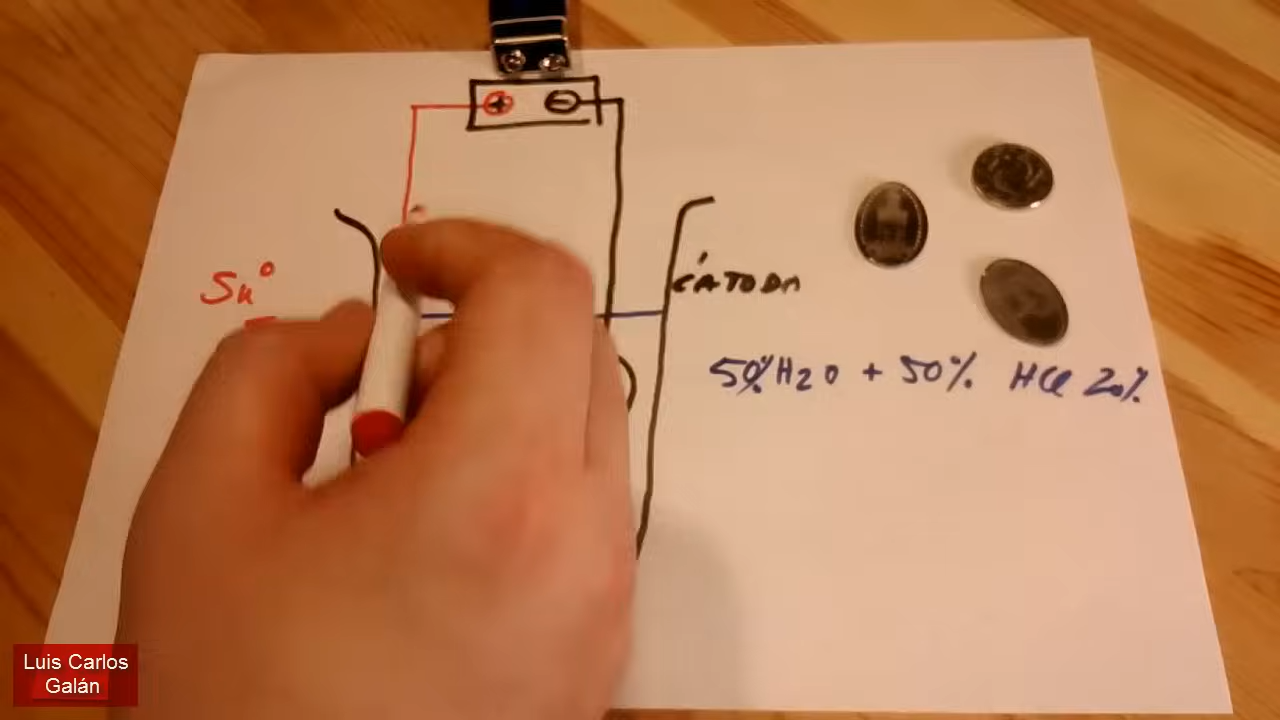 + −
Sn°
CÁTODO
50% H2O + 50% HCl 20%
Luis Carlos
Galán